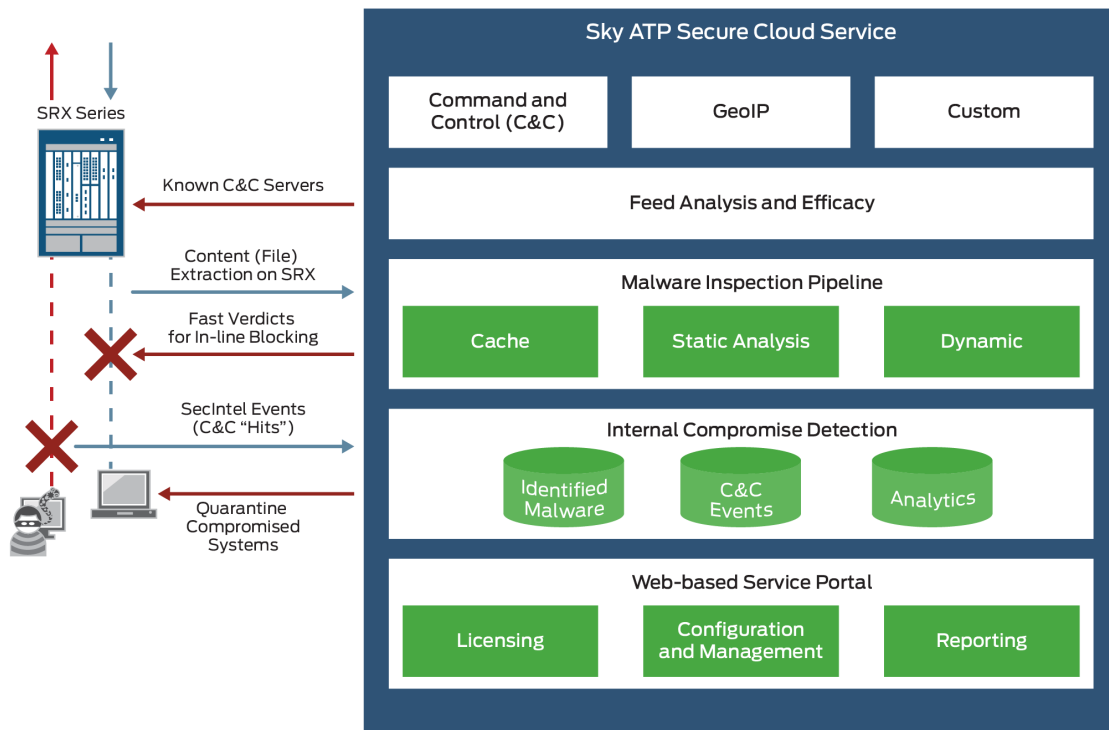 Sky ATP Secure Cloud Service
SRX Series
Command and
Control (C&C)
GeoIP
Custom
Known C&C Servers
Feed Analysis and Efficacy
Content (File)
Extraction on SRX
Malware Inspection Pipeline
Fast Verdicts
for In-line Blocking
Cache
Static Analysis
Dynamic
SecIntel Events
(C&C “Hits”)
Internal Compromise Detection
Identified
Malware
C&C
Events
Analytics
Quarantine
Compromised
Systems
Web-based Service Portal
Licensing
Configuration
and Management
Reporting